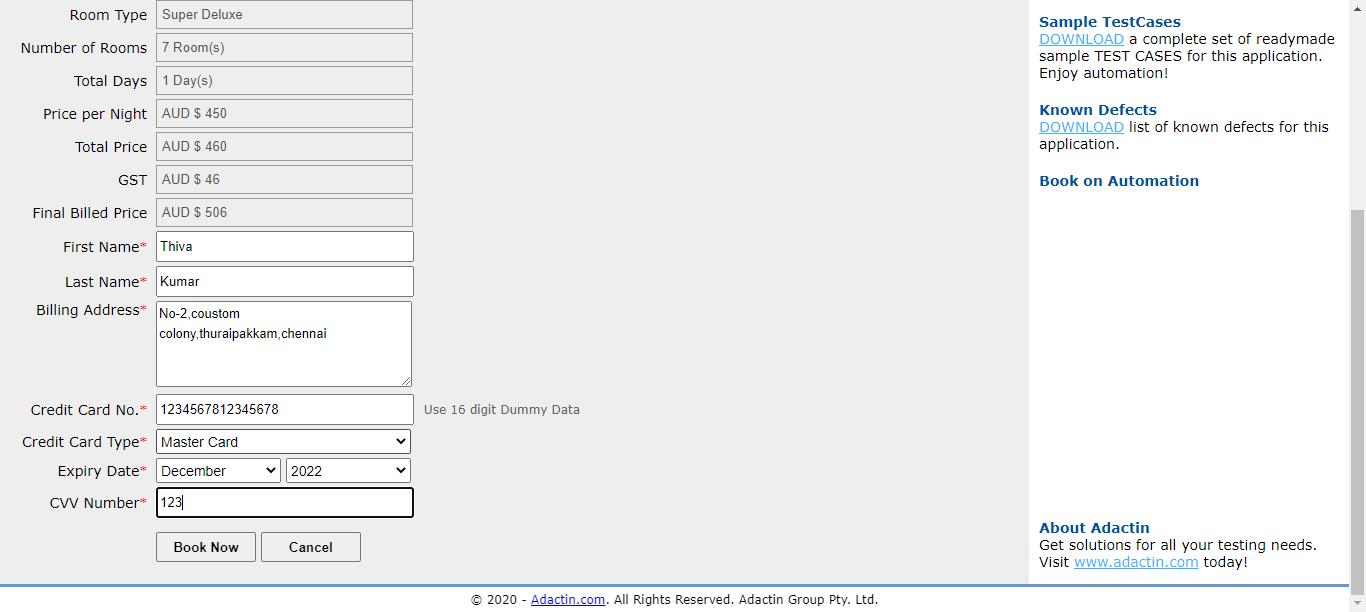 Room Type Super Deluxe
Number of Rooms 7 Room(s)
Total Days 1 Day(s)
Price per Night AUD $ 450
Total Price AUD $ 460
GST AUD $ 46
Final Billed Price AUD $ 506
First Name* Thiva
Last Name* Kumar
Billing Address* No-2,coustom
colony,thuraipakkam,chennai
Credit Card No.* 1234567812345678 Use 16 digit Dummy Data
Credit Card Type* Master Card
Expiry Date* December 2022
CVV Number* 123
Book Now Cancel
Sample TestCases
DOWNLOAD a complete set of readymade
sample TEST CASES for this application.
Enjoy automation!
Known Defects
DOWNLOAD list of known defects for this
application.
Book on Automation
About Adactin
Get solutions for all your testing needs.
Visit www.adactin.com today!
© 2020 - Adactin.com. All Rights Reserved. Adactin Group Pty. Ltd.